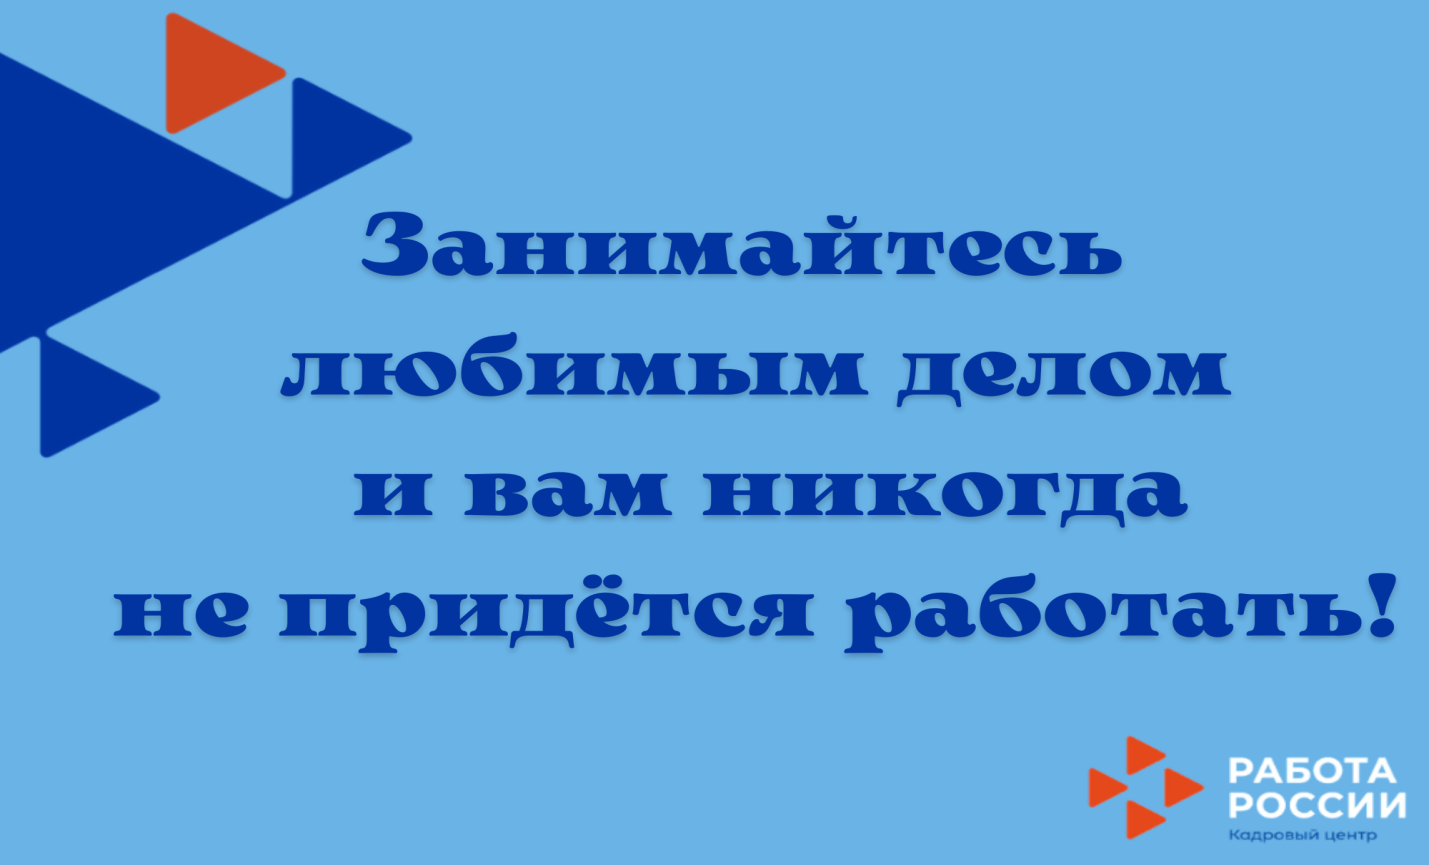 Занимайтесь
любимым делом
и вам никогда
не придётся работать!
РАБОТА
РОССИИ
Кадровый центр